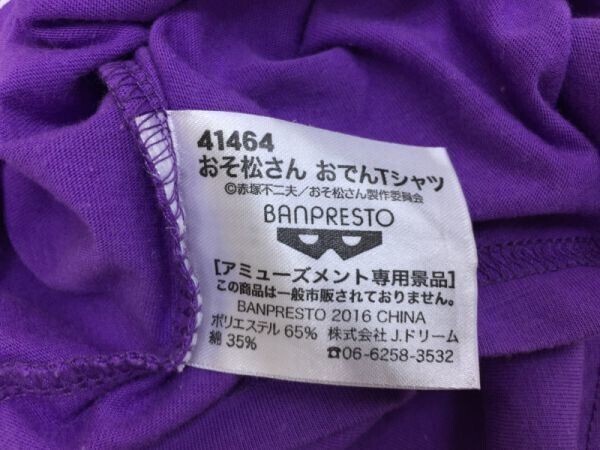 41464
おそ松さん おでんTシャツ
©赤塚不二夫／おそ松さん製作委員会
BANPRESTO
[アミューズメント専用景品]
この商品は一般市販されておりません。
BANPRESTO 2016 CHINA
ポリエステル 65% 株式会社 J.ドリーム
綿 35% ☎06-6258-3532